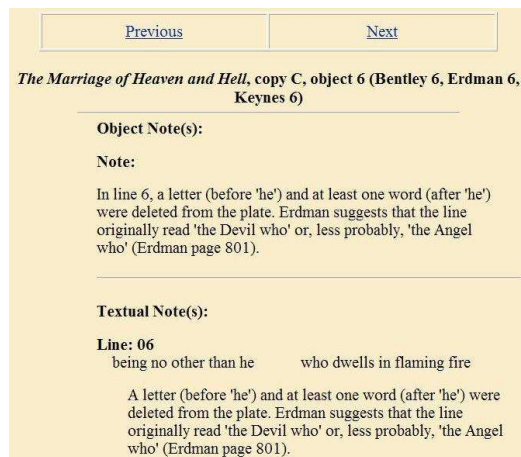 Previous Next
The Marriage of Heaven and Hell, copy C, object 6 (Bentley 6, Erdman 6,
Keynes 6)
Object Note(s):
Note:
In line 6, a letter (before 'he') and at least one word (after 'he')
were deleted from the plate. Erdman suggests that the line
originally read 'the Devil who' or, less probably, 'the Angel
who' (Erdman page 801).
Textual Note(s):
Line: 06
being no other than he who dwells in flaming fire
A letter (before 'he') and at least one word (after 'he') were
deleted from the plate. Erdman suggests that the line
originally read 'the Devil who' or, less probably, 'the Angel
who' (Erdman page 801).